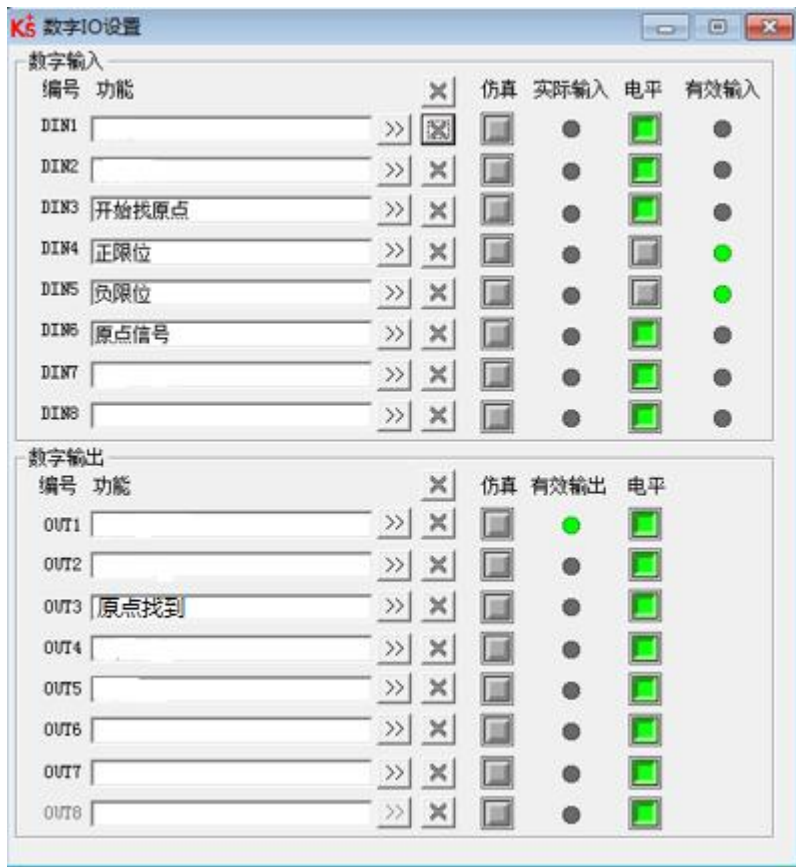 Kṡ 数字IO设置
数字输入
编号 功能 仿真 实际输入 电平 有效输入
DIN1 >>
DIN2 >>
DIN3 开始找原点 >>
DIN4 正限位 >>
DIN5 负限位 >>
DIN6 原点信号 >>
DIN7 >>
DIN8 >>
数字输出
编号 功能 仿真 有效输出 电平
OUT1 >>
OUT2 >>
OUT3 原点找到 >>
OUT4 >>
OUT5 >>
OUT6 >>
OUT7 >>
OUT8 >>